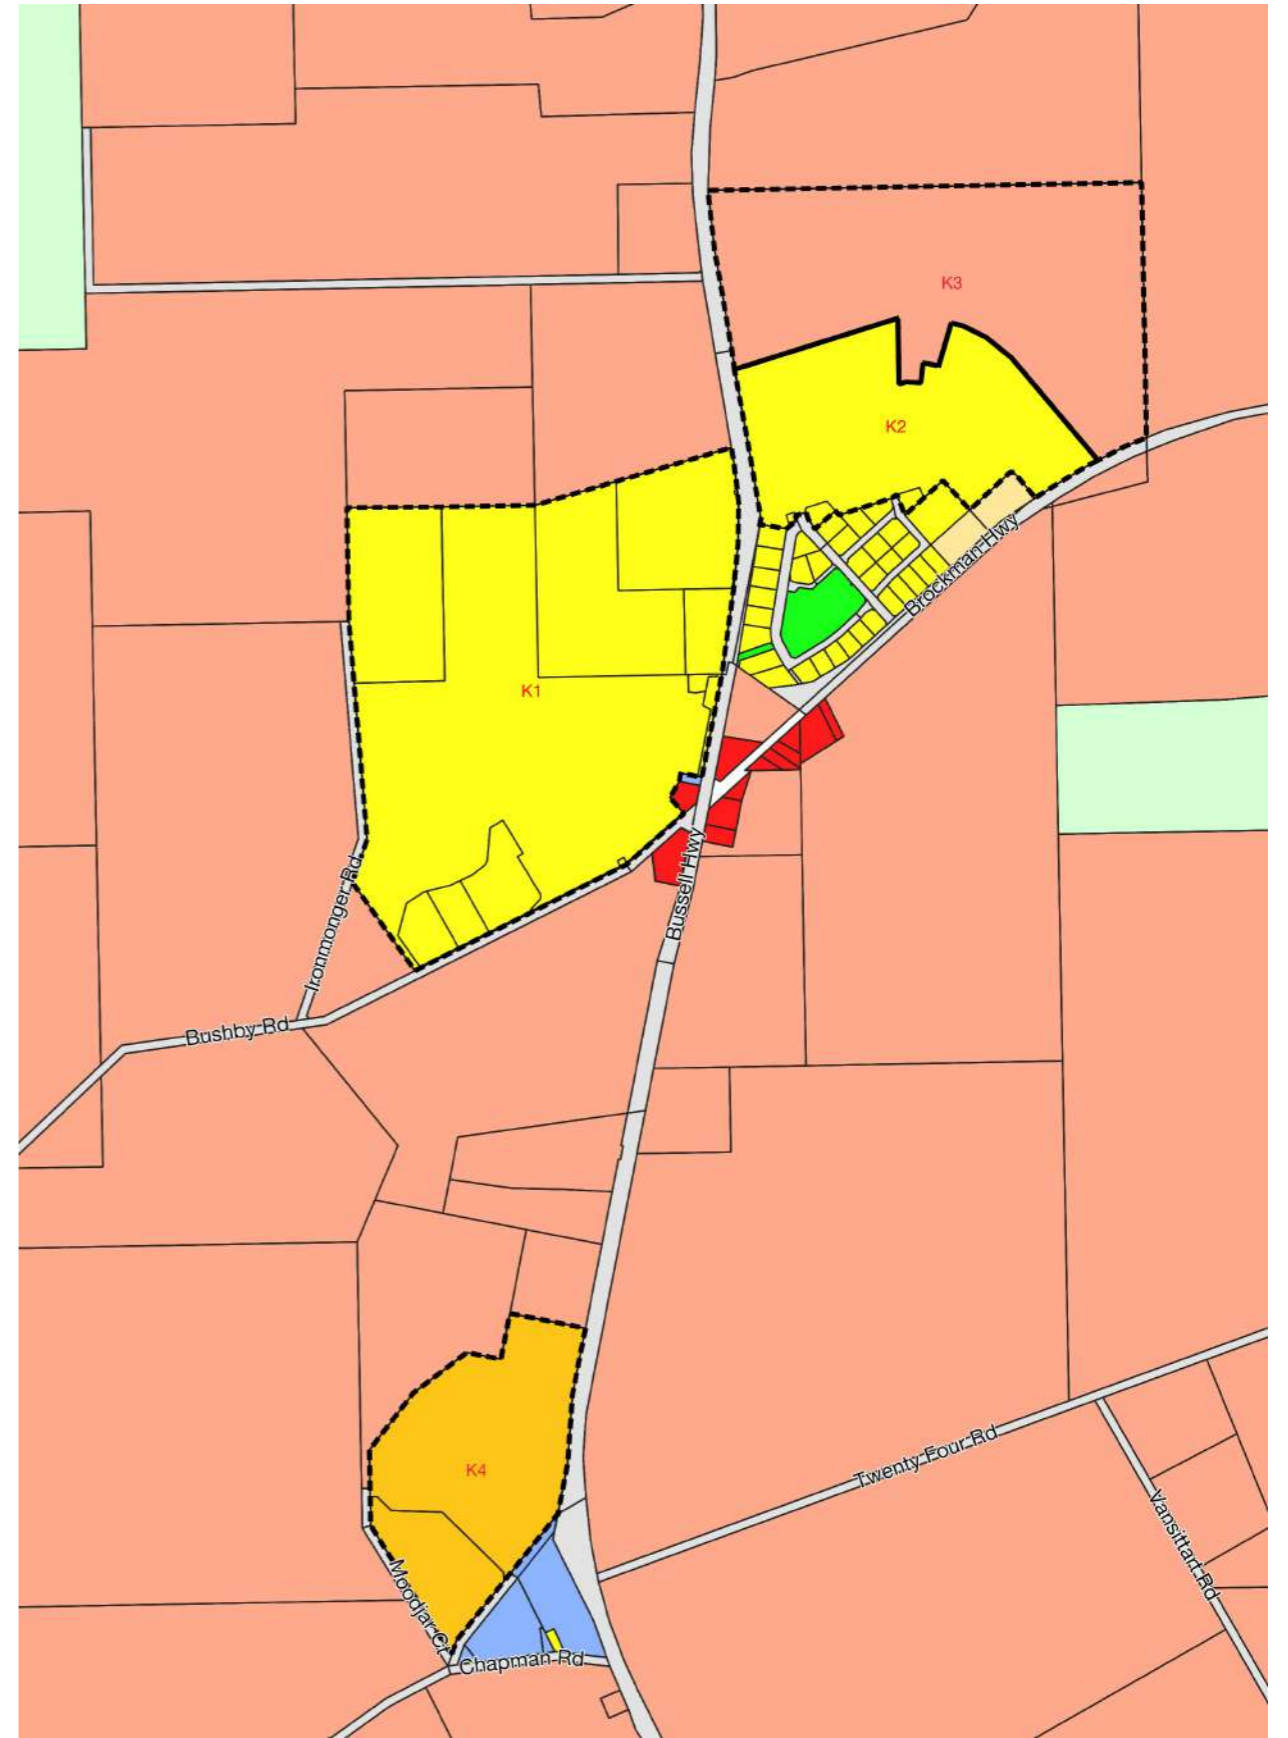 K3
K2
Brockman Hwy
K1
Bussell Hwy
Ironmonger Rd
Bushby Rd
Twenty Four Rd
K4
Vansittart Rd
Moodjar Ct
Chapman Rd